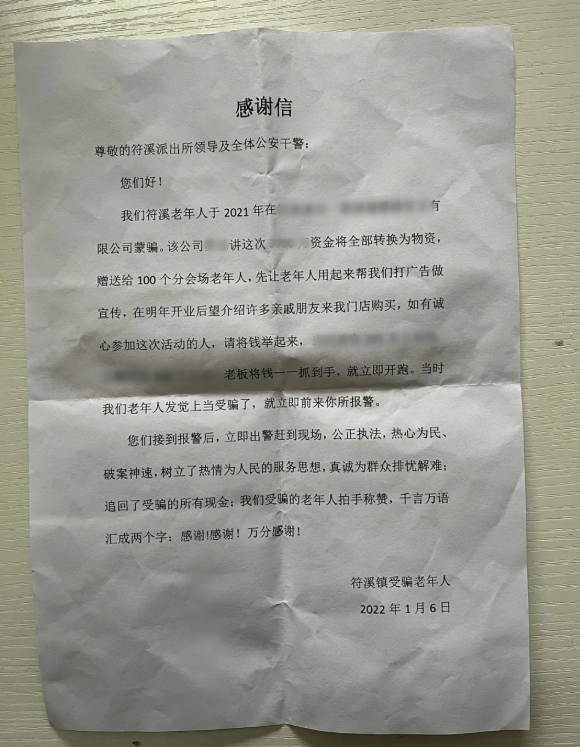 感谢信
尊敬的符溪派出所领导及全体公安干警：
您们好！
我们符溪老年人于 2021 年在 有
限公司蒙骗。该公司 讲这次 资金将全部转换为物资，
赠送给 100 个分会场老年人，先让老年人用起来帮我们打广告做
宣传，在明年开业后望介绍许多亲戚朋友来我门店购买，如有诚
心参加这次活动的人，请将钱举起来，
老板将钱一一抓到手，就立即开跑。当时
我们老年人发觉上当受骗了，就立即前来你所报警。
您们接到报警后，立即出警赶到现场，公正执法，热心为民、
破案神速，树立了热情为人民的服务思想，真诚为群众排忧解难；
追回了受骗的所有现金；我们受骗的老年人拍手称赞，千言万语
汇成两个字：感谢!感谢！万分感谢！
符溪镇受骗老年人
2022 年 1 月 6 日